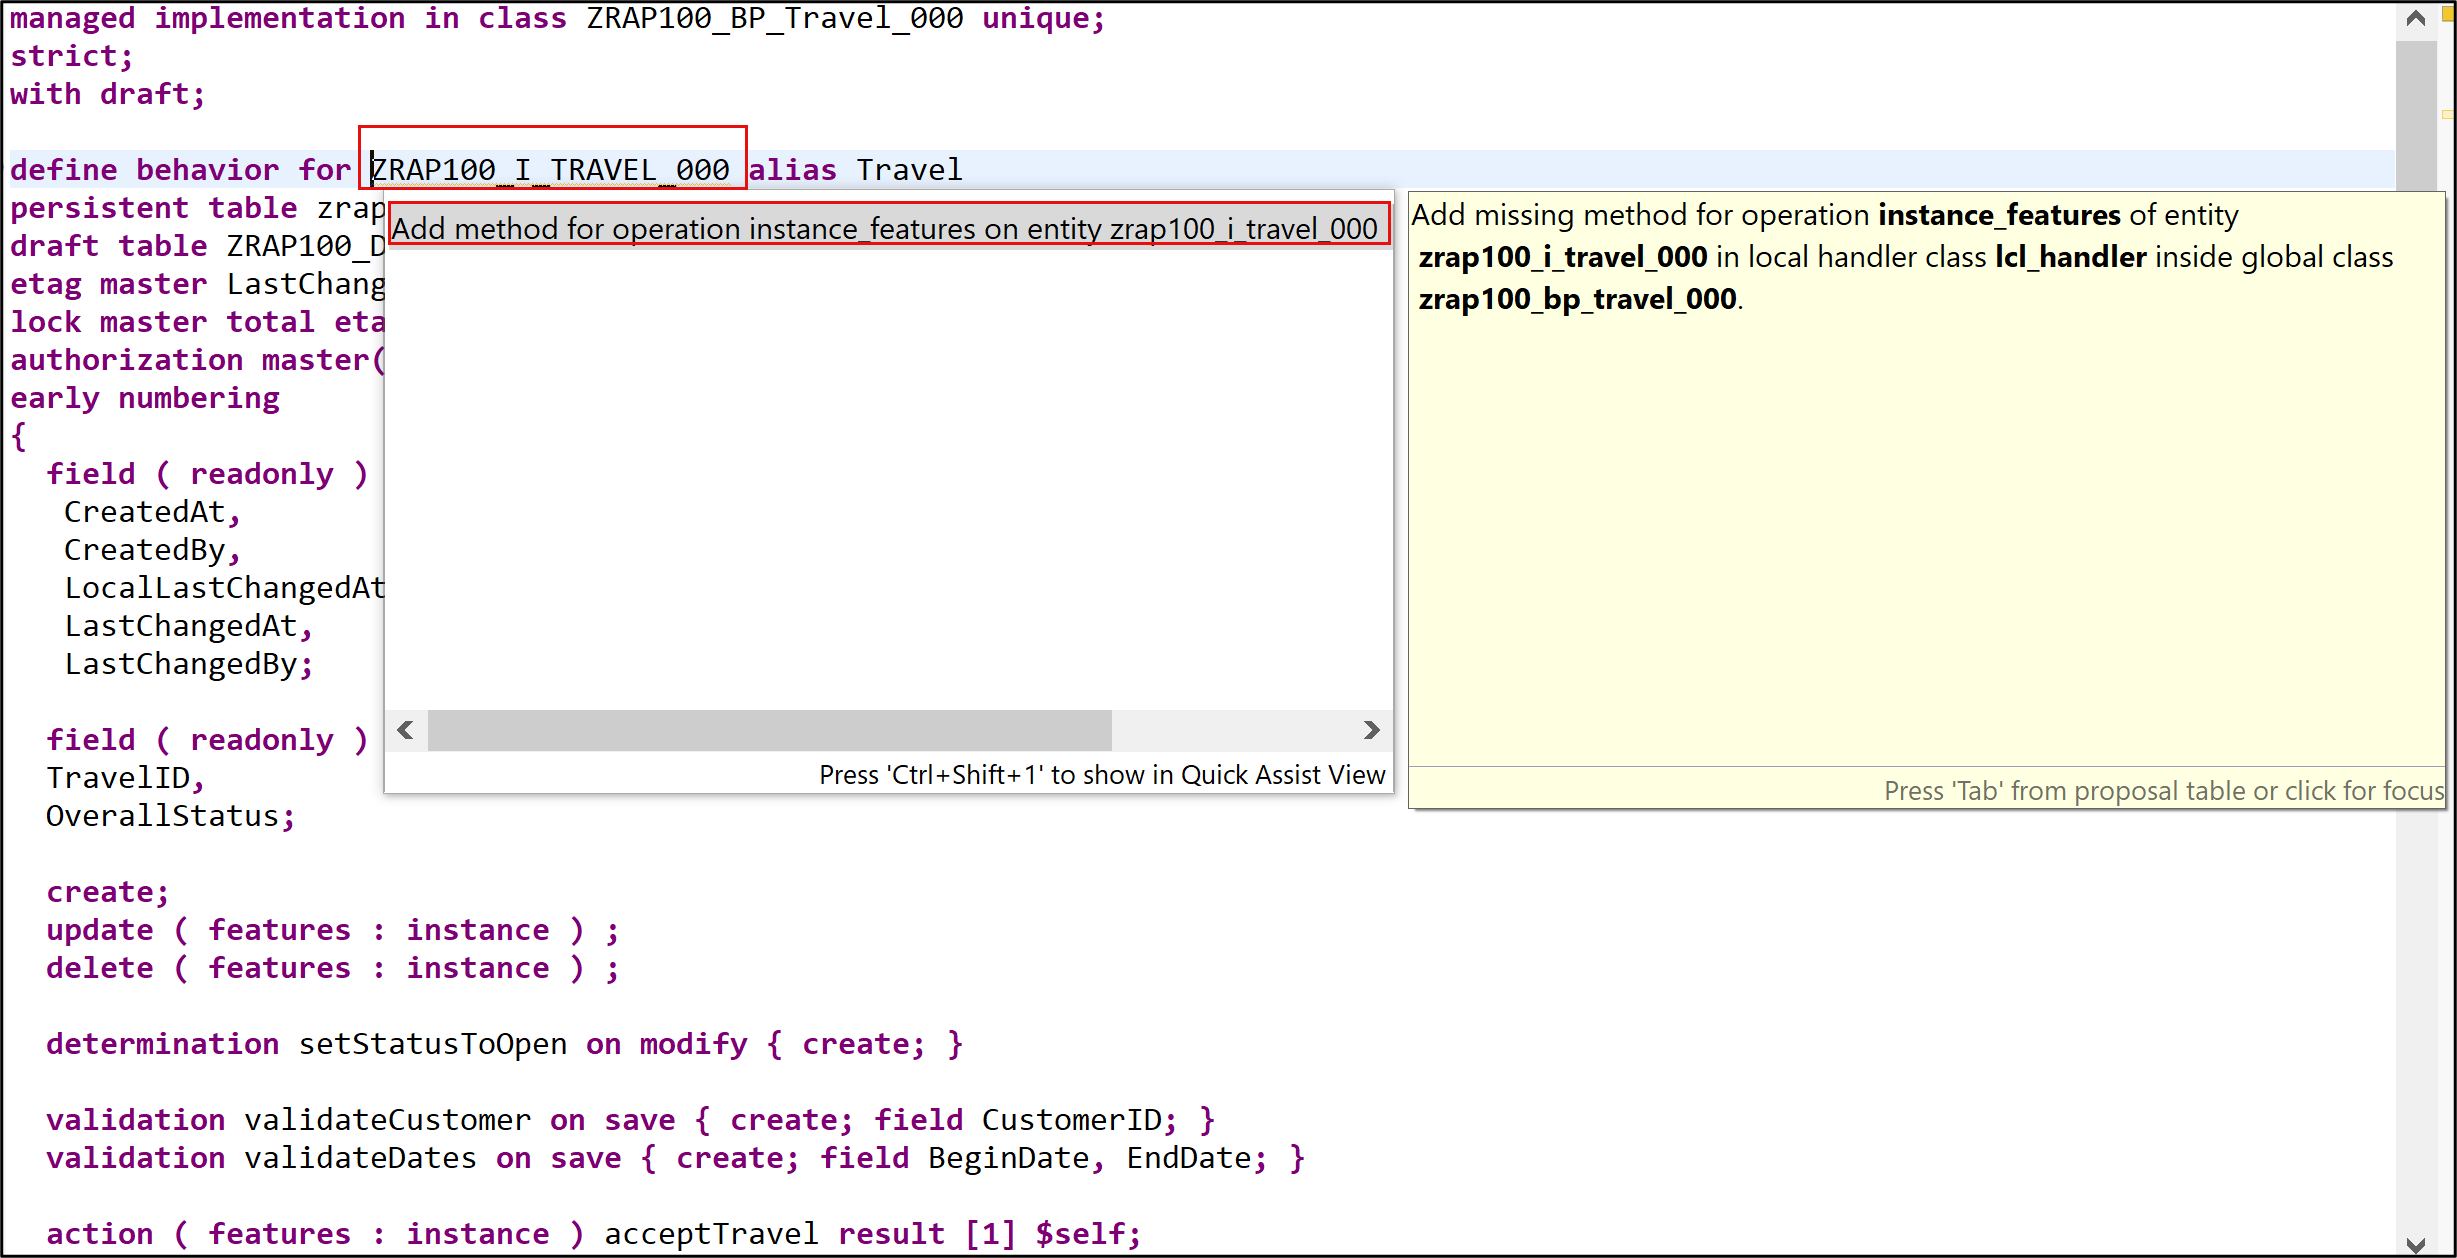 managed implementation in class ZRAP100_BP_Travel_000 unique;
strict;
with draft;
define behavior for ZRAP100_I_TRAVEL_000 alias Travel
persistent table zrap
draft table ZRAP100_D
etag master LastChang
lock master total eta
authorization master(
early numbering
{
field ( readonly )
CreatedAt,
CreatedBy,
LocalLastChangedAt
LastChangedAt,
LastChangedBy;
field ( readonly )
TravelID,
OverallStatus;
create;
update ( features : instance ) ;
delete ( features : instance ) ;
determination setStatusToOpen on modify { create; }
validation validateCustomer on save { create; field CustomerID; }
validation validateDates on save { create; field BeginDate, EndDate; }
action ( features : instance ) acceptTravel result [1] $self;
Add method for operation instance_features on entity zrap100_i_travel_000
Press 'Ctrl+Shift+1' to show in Quick Assist View
Add missing method for operation instance_features of entity
zrap100_i_travel_000 in local handler class lcl_handler inside global class
zrap100_bp_travel_000.
Press 'Tab' from proposal table or click for focus